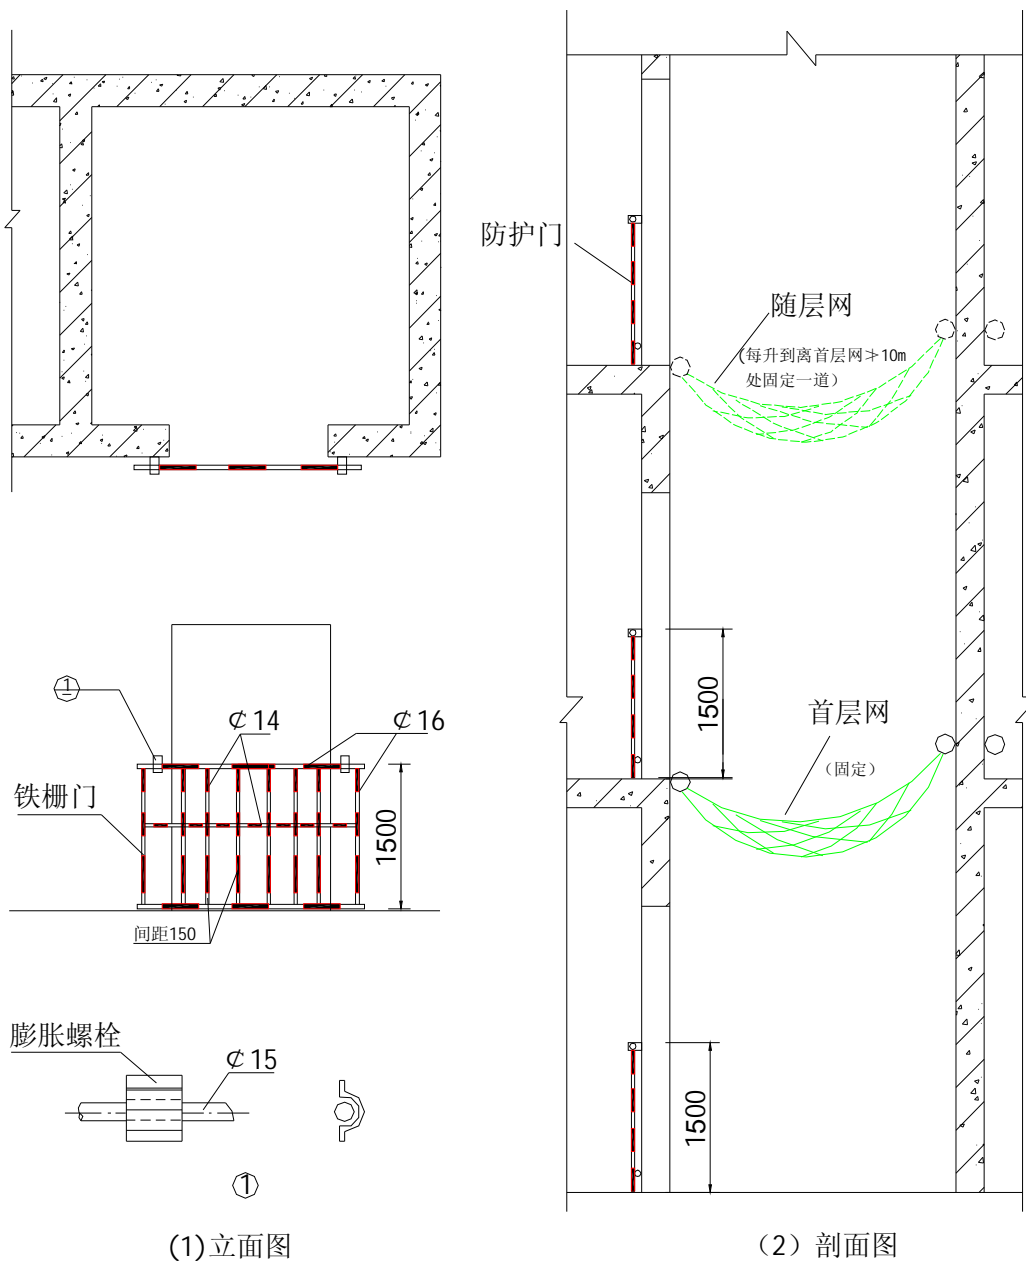 防护门
随层网
(每升到离首层网≯10m
处固定一道)
1500
首层网
(固定)
1500
①
₵14
₵16
铁栅门
1500
间距150
膨胀螺栓
₵15
①
(1)立面图
（2）剖面图